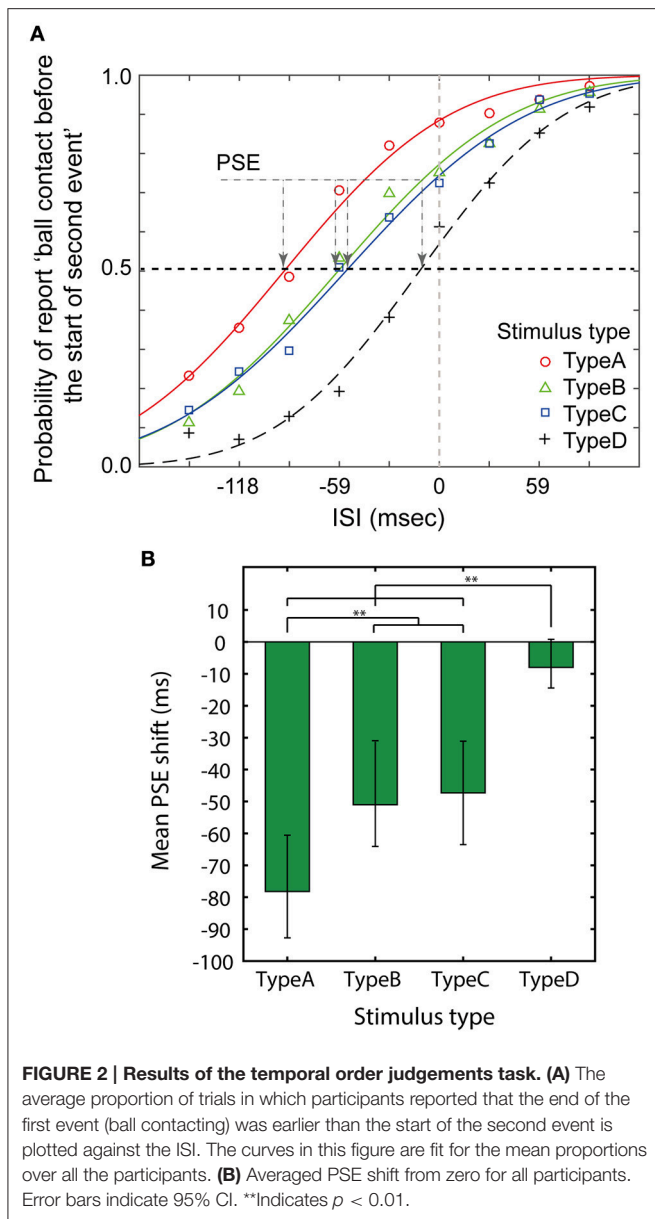 A
Probability of report 'ball contact before
the start of second event'
1.0
0.5
0.0
PSE
Stimulus type
TypeA
TypeB
TypeC
TypeD
-118
-59
0
59
ISI (msec)
B
**
**
Mean PSE shift (ms)
10
0
-10
-20
-30
-40
-50
-60
-70
-80
-90
-100
TypeA TypeB TypeC TypeD
Stimulus type
FIGURE 2 | Results of the temporal order judgements task. (A) The
average proportion of trials in which participants reported that the end of the
first event (ball contacting) was earlier than the start of the second event is
plotted against the ISI. The curves in this figure are fit for the mean proportions
over all the participants. (B) Averaged PSE shift from zero for all participants.
Error bars indicate 95% CI. **Indicates p < 0.01.